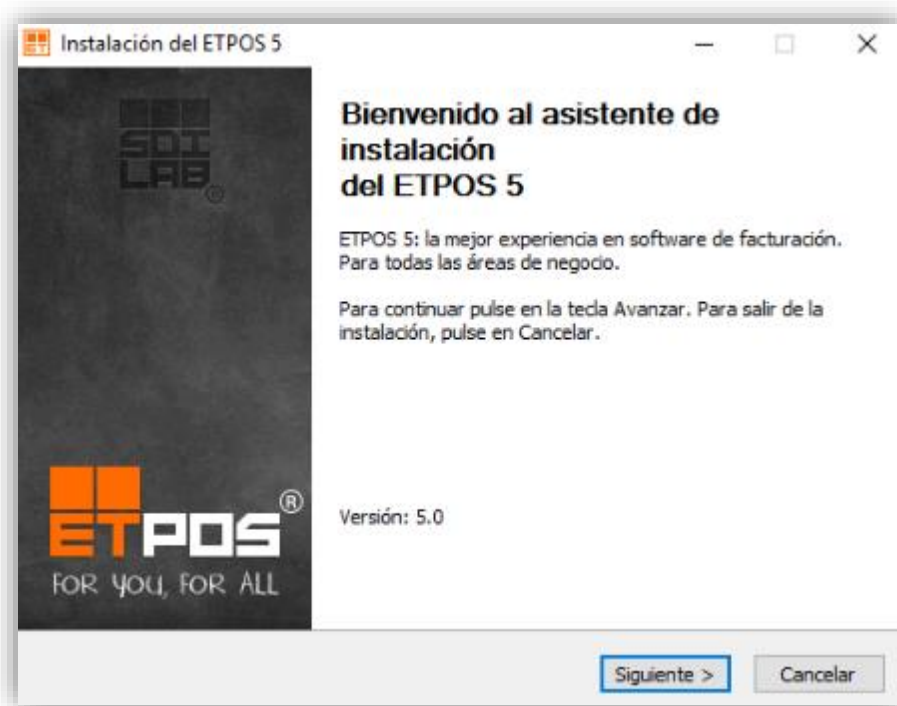 Instalación del ETPOS 5
SDI
LAB®
Bienvenido al asistente de
instalación
del ETPOS 5
ETPOS 5: la mejor experiencia en software de facturación.
Para todas las áreas de negocio.
Para continuar pulse en la tecla Avanzar. Para salir de la
instalación, pulse en Cancelar.
Versión: 5.0
ETPOS®
FOR YOU, FOR ALL
Siguiente >
Cancelar